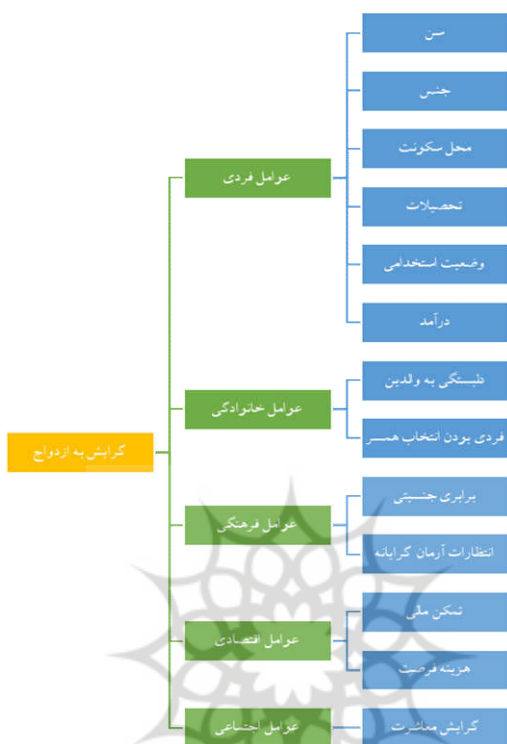 سن
جنس
محل سکونت
عوامل فردی
تحصیلات
وضعیت استخدامی
درآمد
دلبستگی به والدین
عوامل خانوادگی
فردی بودن انتخاب همسر
گرایش به ازدواج
برابری جنسیتی
عوامل فرهنگی
انتظارات آرمان گرایانه
تمکن مالی
عوامل اقتصادی
هزینه فرصت
گرایش معاشرت
عوامل اجتماعی